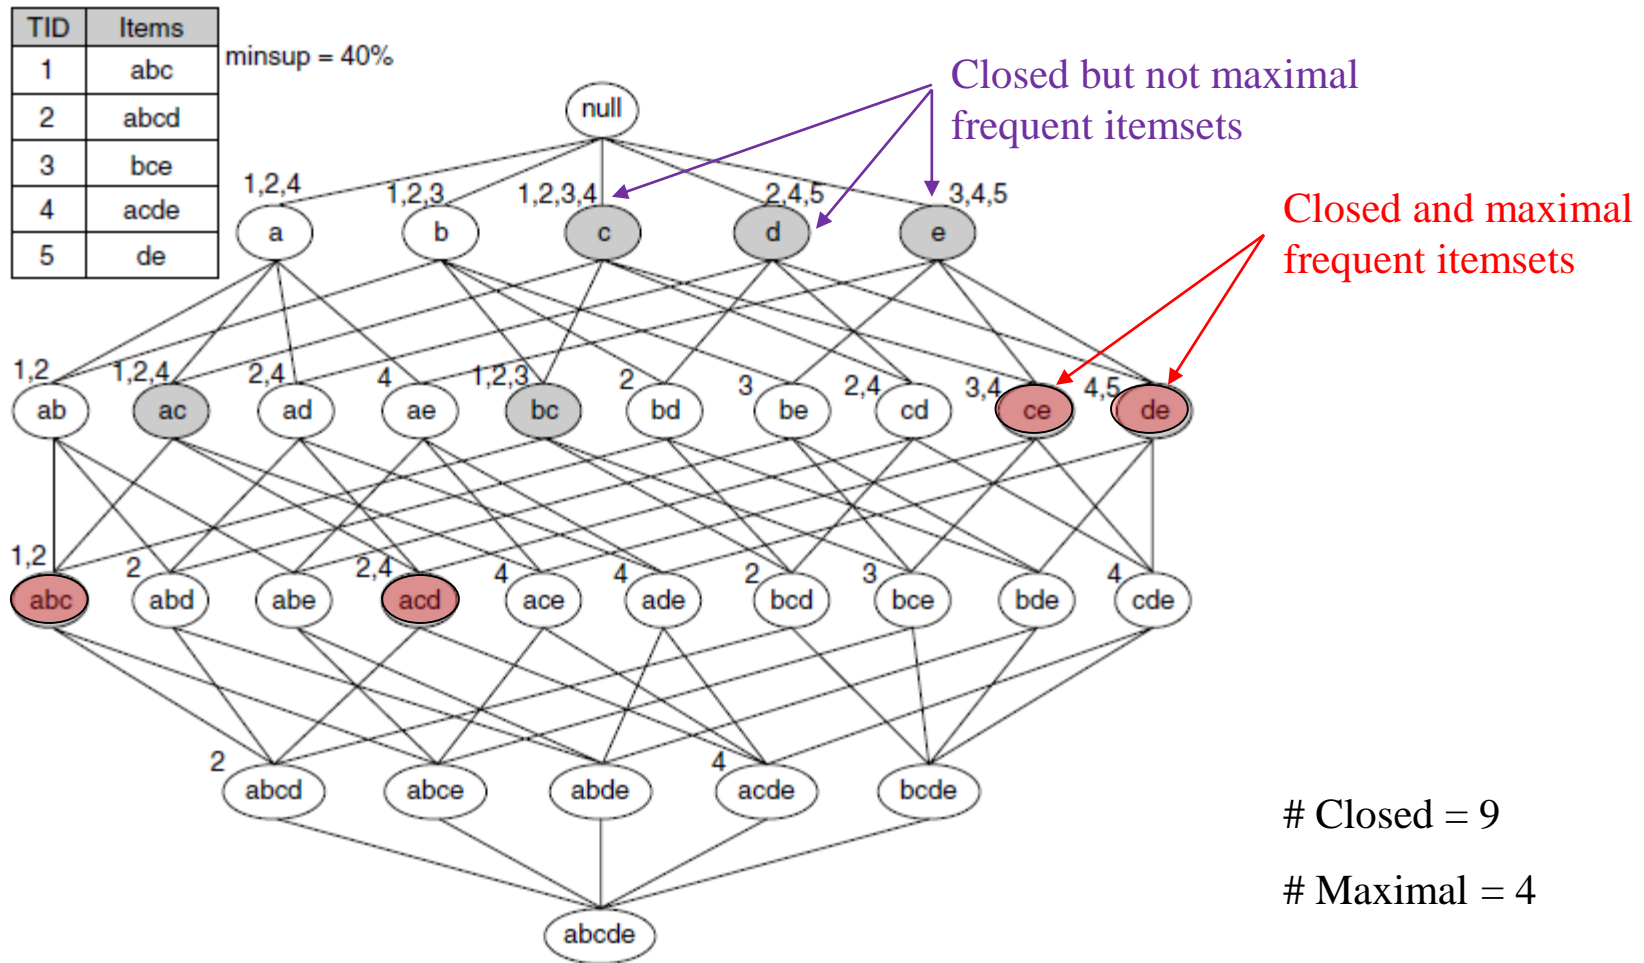 TID Items
1 abc
2 abcd
3 bce
4 acde
5 de
minsup = 40%
Closed but not maximal
frequent itemsets
Closed and maximal
frequent itemsets
null
1,2,4 1,2,3 1,2,3,4 2,4,5 3,4,5
a b c d e
1,2 1,2,4 2,4 4 1,2,3 2 3 2,4 3,4 4,5
ab ac ad ae bc bd be cd ce de
1,2 2 2,4 4 4 2 3 4
abc abd abe acd ace ade bcd bce bde cde
2 4
abcd abce abde acde bcde
abcde
# Closed = 9
# Maximal = 4